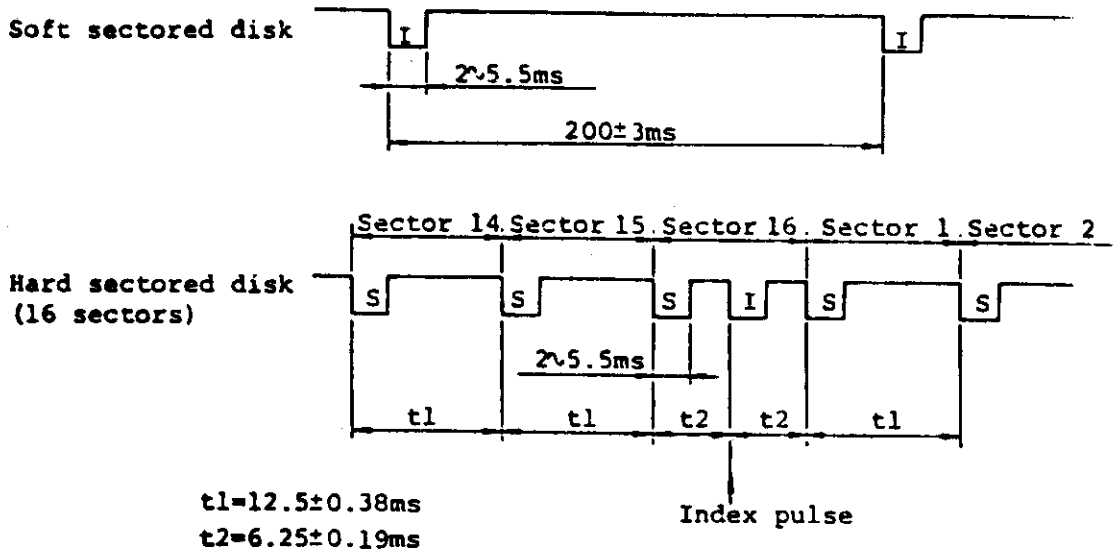 Soft sectored disk
I I
2~5.5ms
200±3ms
Sector 14 Sector 15 Sector 16 Sector 1 Sector 2
Hard sectored disk
(16 sectors)
S S S I S S
2~5.5ms
t1 t1 t2 t2 t1
t1=12.5±0.38ms
Index pulse
t2=6.25±0.19ms